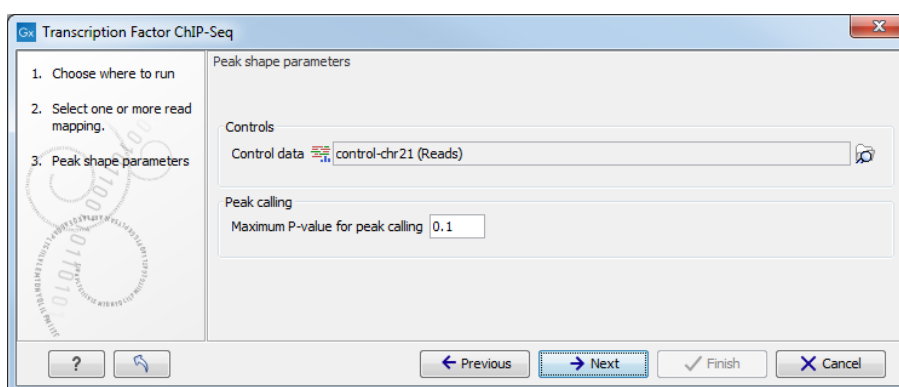 Gx Transcription Factor ChIP-Seq
X
1. Choose where to run
2. Select one or more read
mapping.
3. Peak shape parameters
Peak shape parameters
Controls
Control data control-chr21 (Reads)
Peak calling
Maximum P-value for peak calling 0.1
? Previous Next Finish Cancel